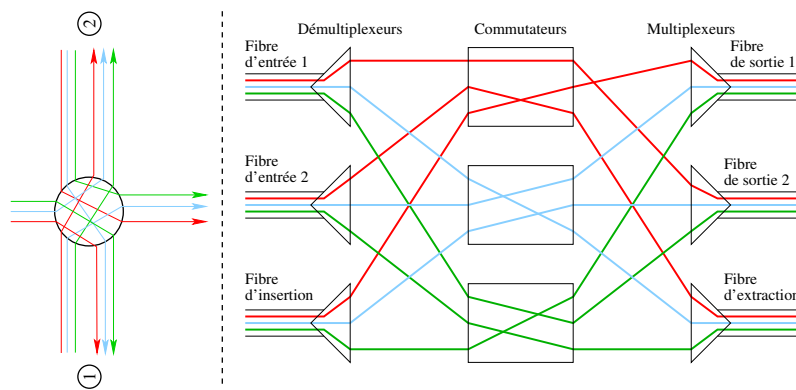 2
1
Démultiplexeurs
Commutateurs
Multiplexeurs
Fibre
d'entrée 1
Fibre
de sortie 1
Fibre
d'entrée 2
Fibre
de sortie 2
Fibre
d'insertion
Fibre
d'extraction